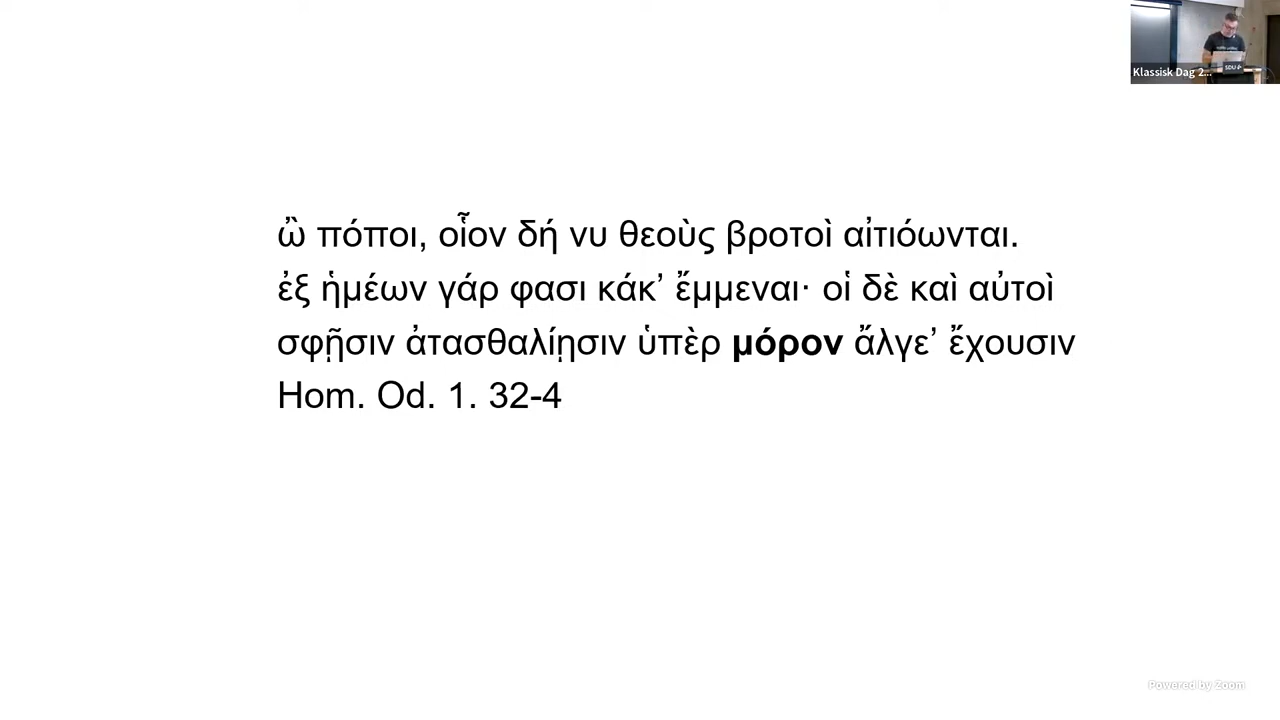 Klassisk Dag 2...
SDU
ὢ πόποι, οἷον δή νυ θεοὺς βροτοὶ αἰτιόωνται.
ἐξ ἡμέων γάρ φασι κάκ’ ἔμμεναι· οἱ δὲ καὶ αὐτοὶ
σφῇσιν ἀτασθαλίῃσιν ὑπὲρ μόρον ἄλγε’ ἔχουσιν
Hom. Od. 1. 32-4
Powered by Zoom